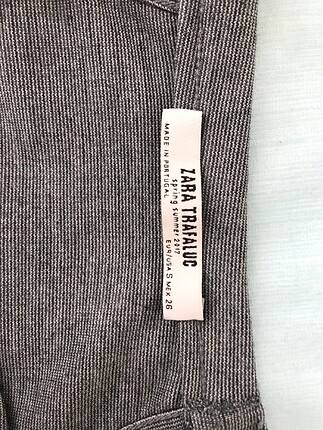 ZARA TRAFALUC
spring summer 2017
MADE IN PORTUGAL
EUR/USA S MEX 26